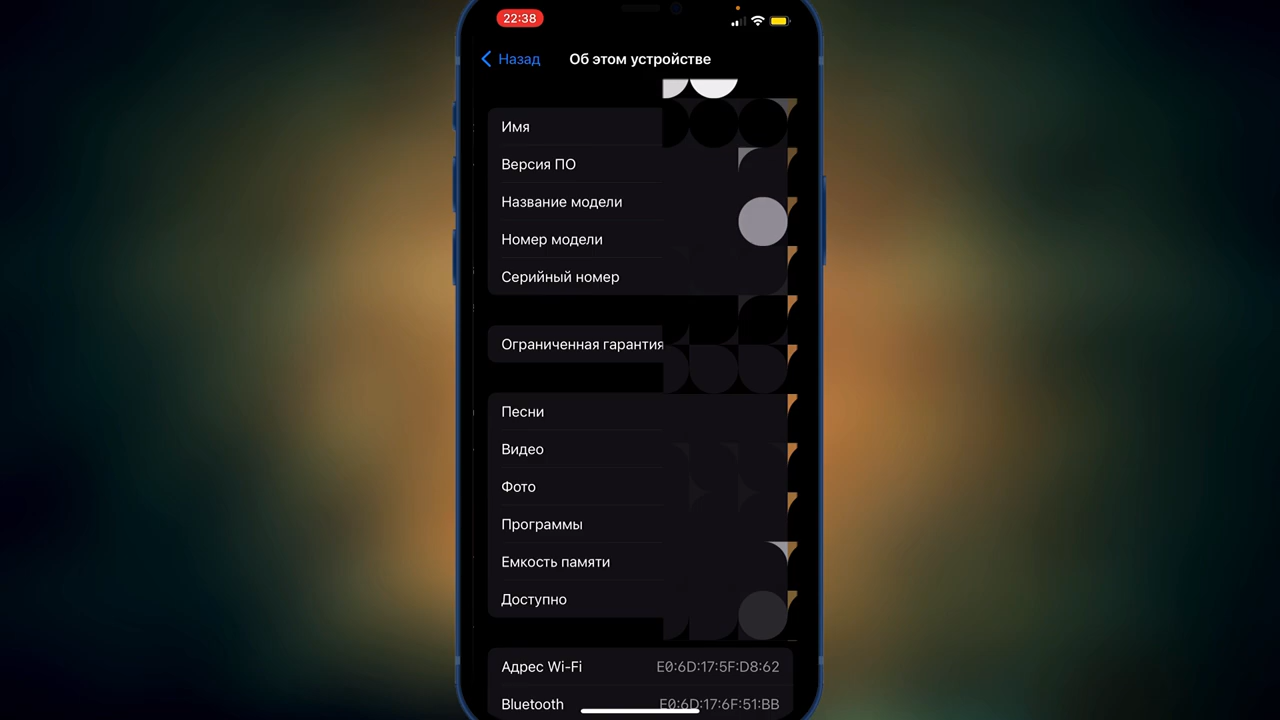 22:38
Назад
Об этом устройстве
Имя
Версия ПО
Название модели
Номер модели
Серийный номер
Ограниченная гарантия
Песни
Видео
Фото
Программы
Емкость памяти
Доступно
Адрес Wi-Fi E0:6D:17:5F:D8:62
Bluetooth E0:6D:17:6F:51:BB